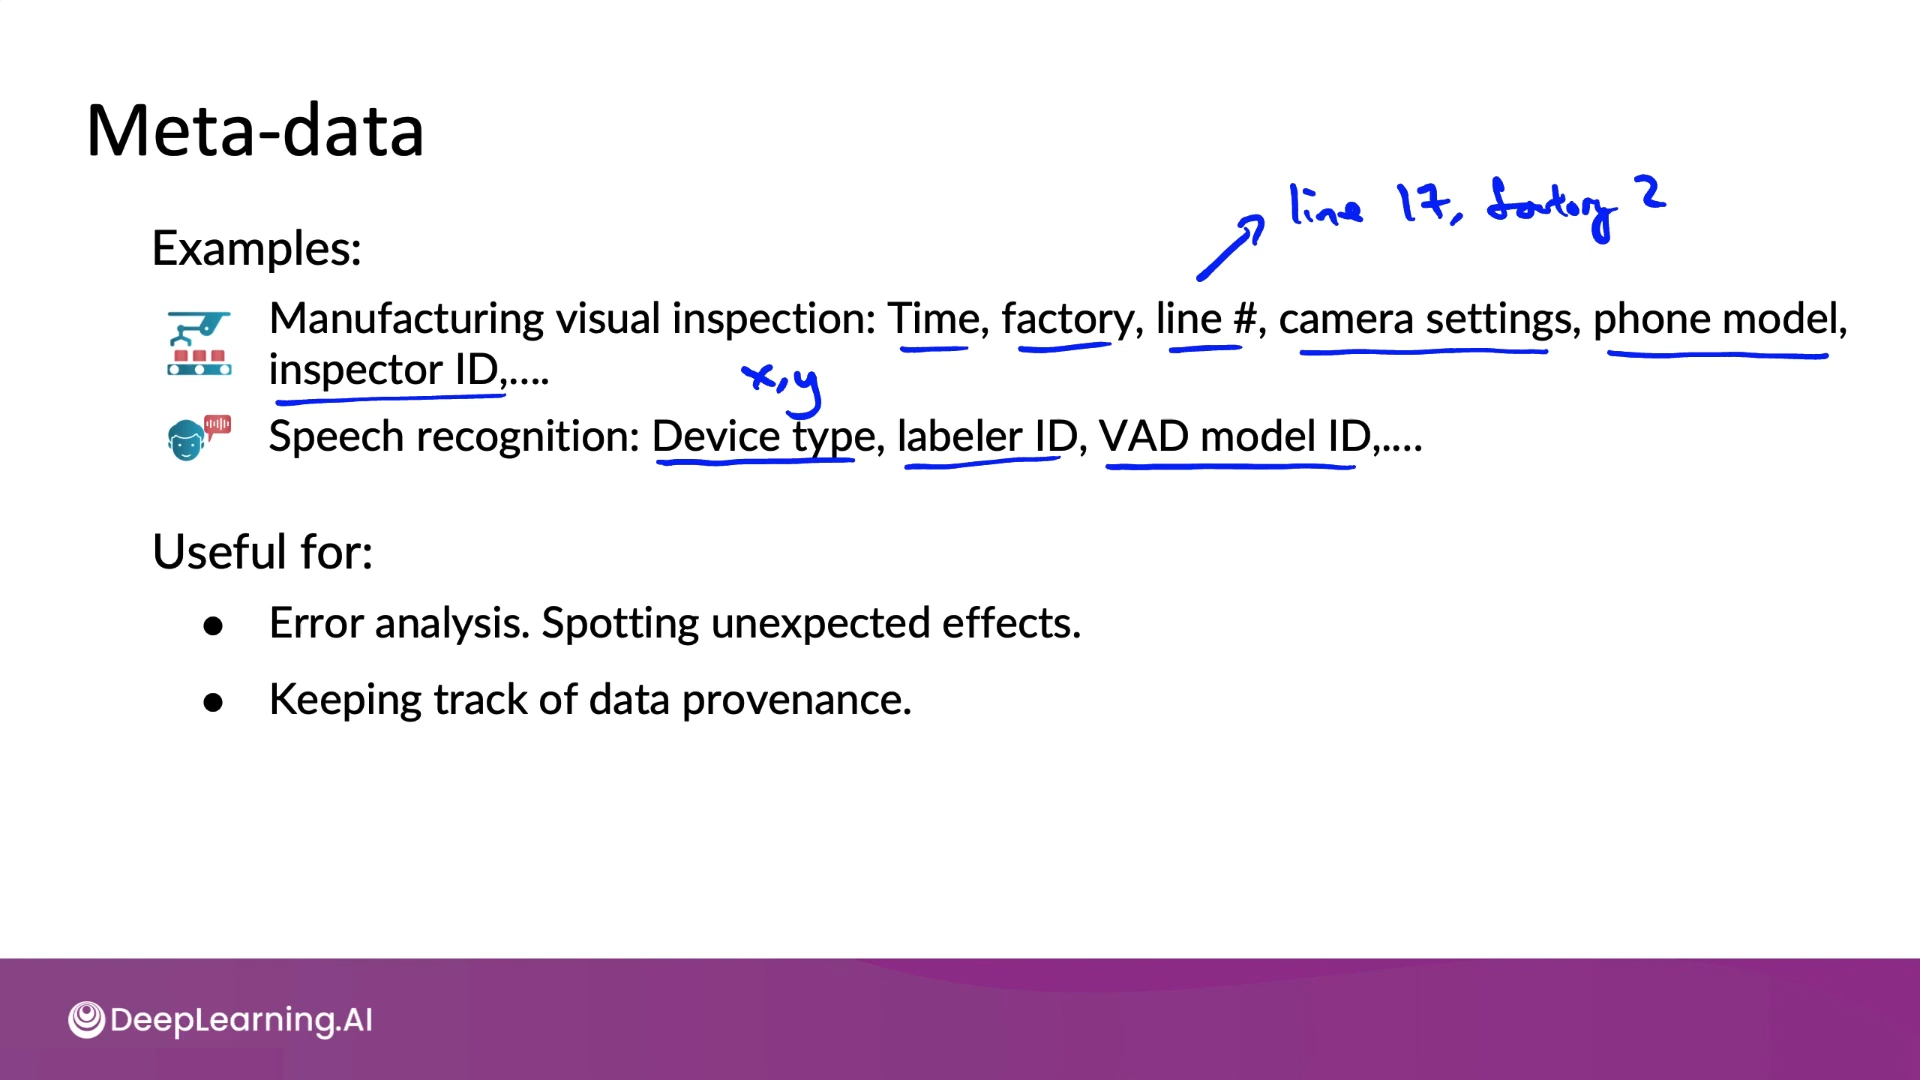 Meta-data
line 17, factory 2
Examples:
Manufacturing visual inspection: Time, factory, line #, camera settings, phone model,
inspector ID,....
x, y
Speech recognition: Device type, labeler ID, VAD model ID,....
Useful for:
● Error analysis. Spotting unexpected effects.
● Keeping track of data provenance.
DeepLearning.AI